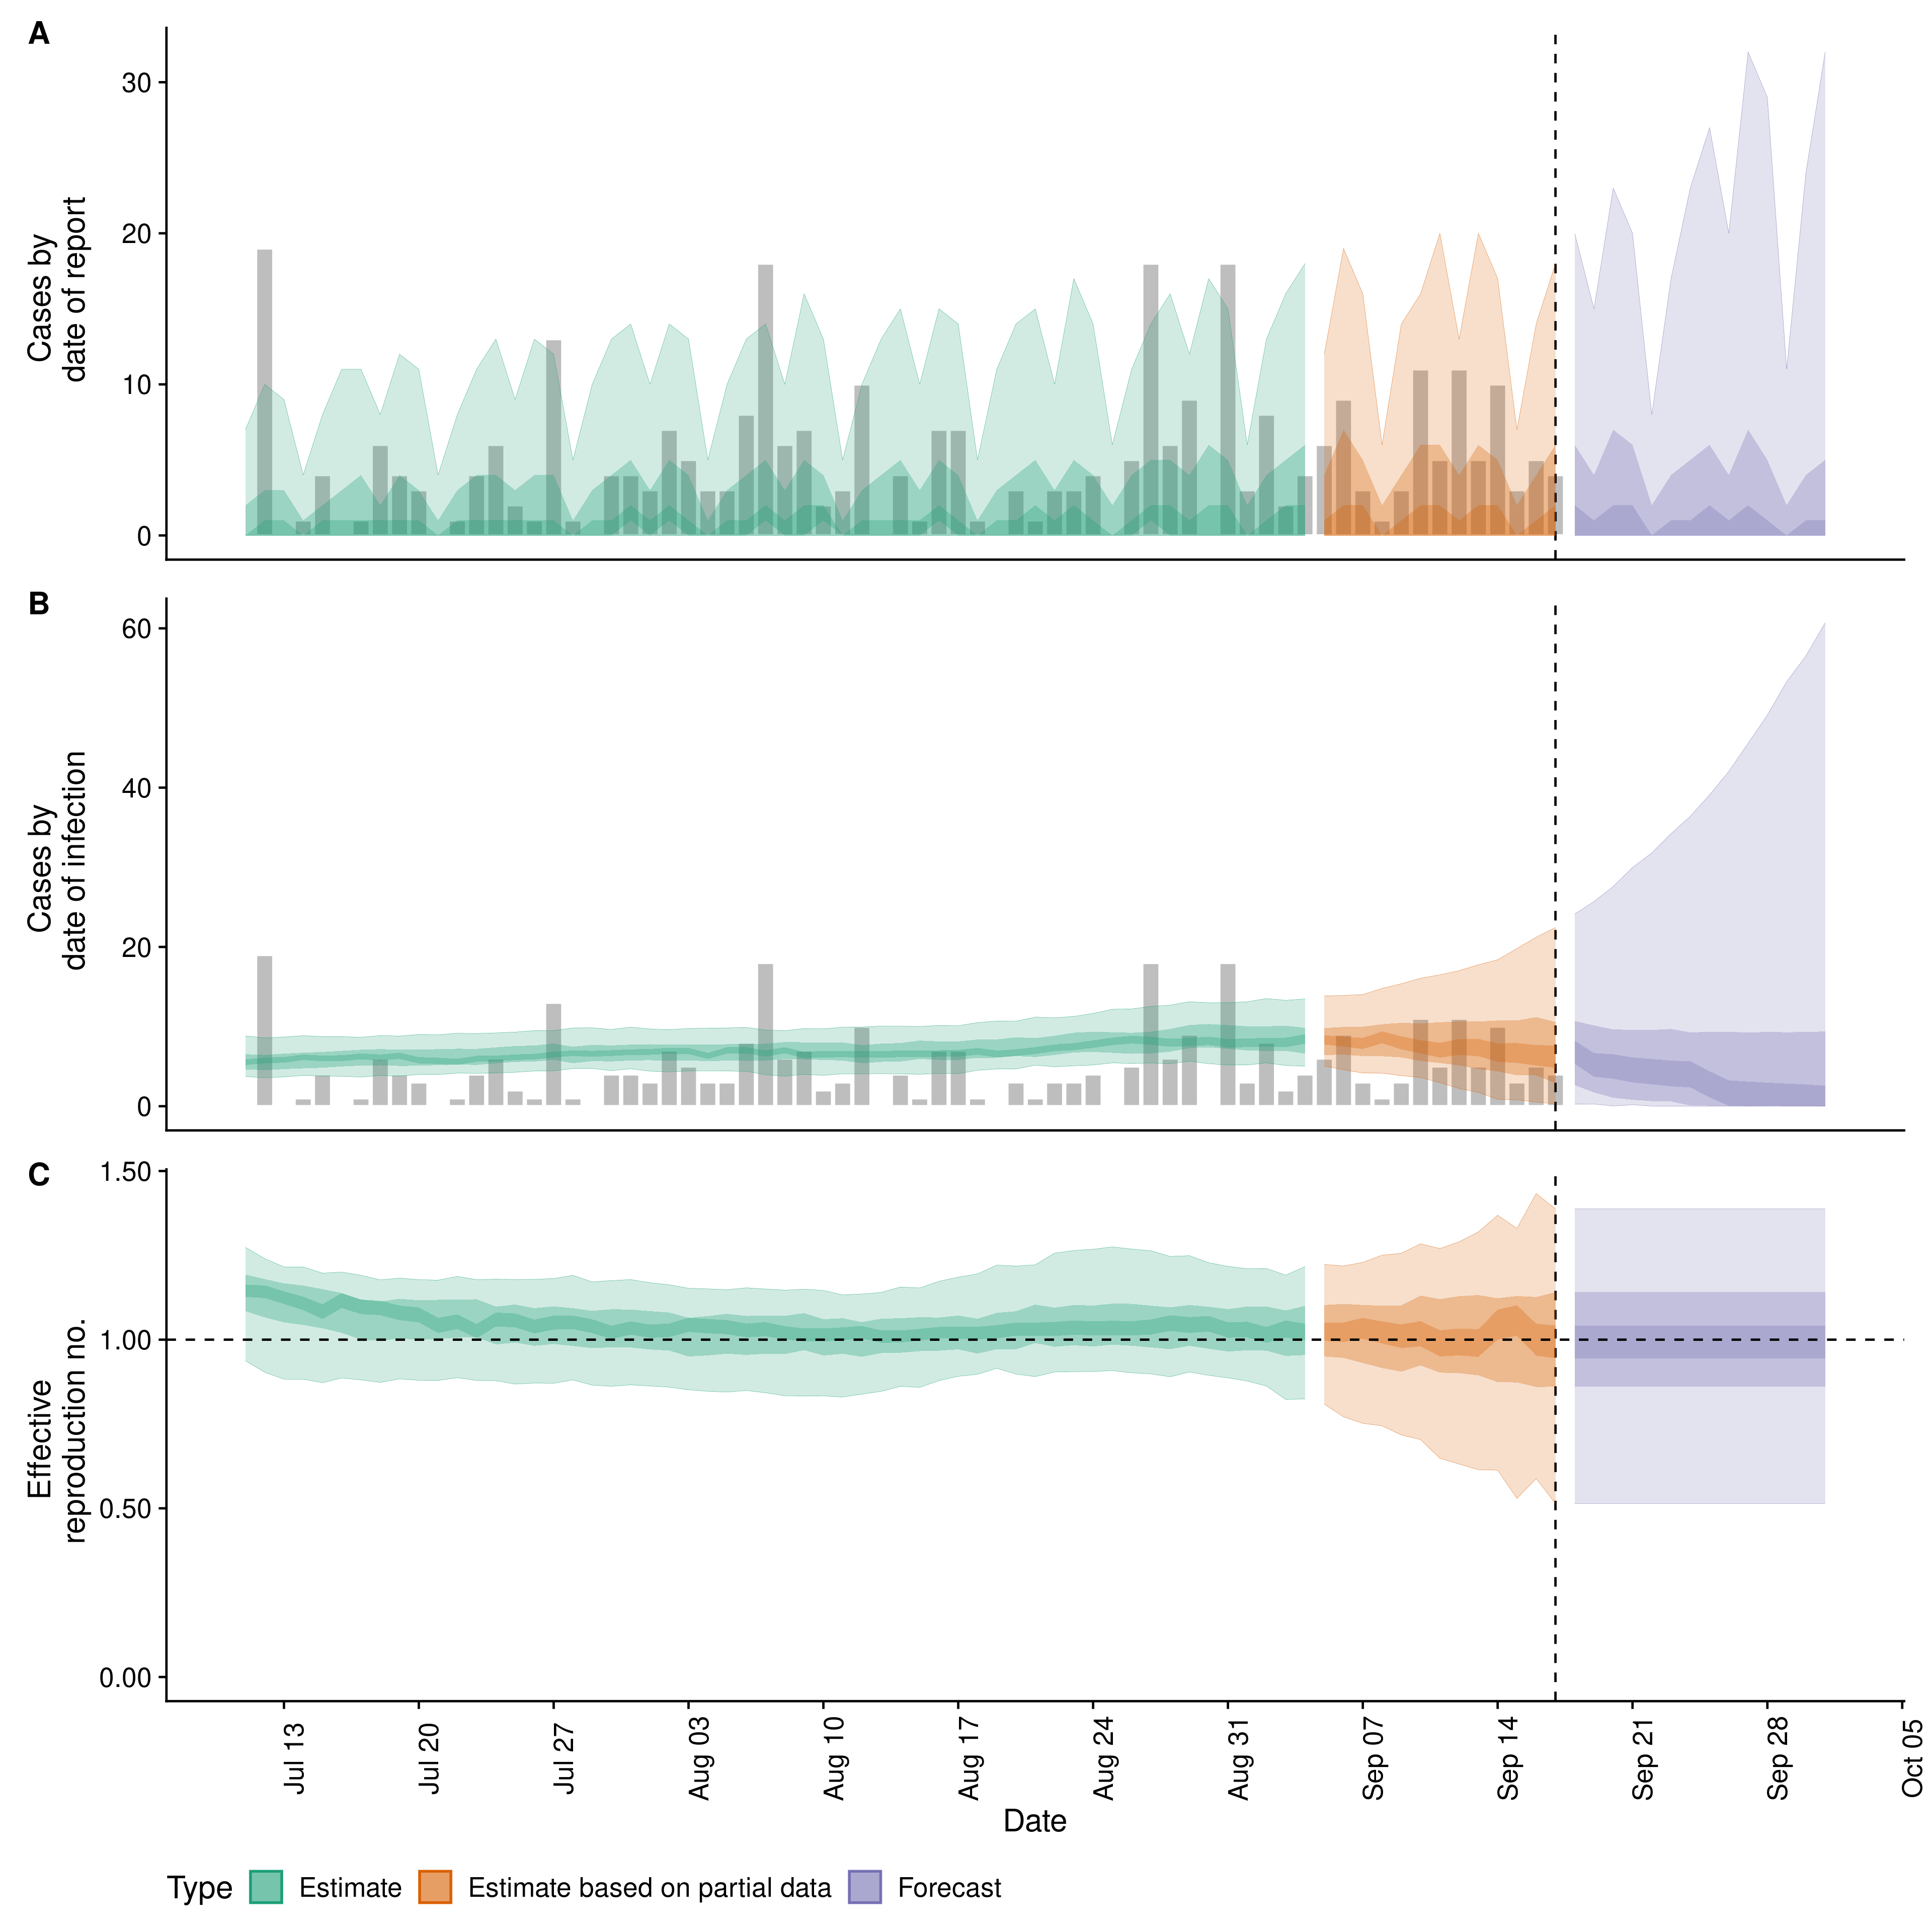 A
Cases by
date of report
30
20
10
0
B
Cases by
date of infection
60
40
20
0
C
Effective
reproduction no.
1.50
1.00
0.50
0.00
Jul 13
Jul 20
Jul 27
Aug 03
Aug 10
Aug 17
Aug 24
Aug 31
Sep 07
Sep 14
Sep 21
Sep 28
Oct 05
Date
Type Estimate Estimate based on partial data Forecast